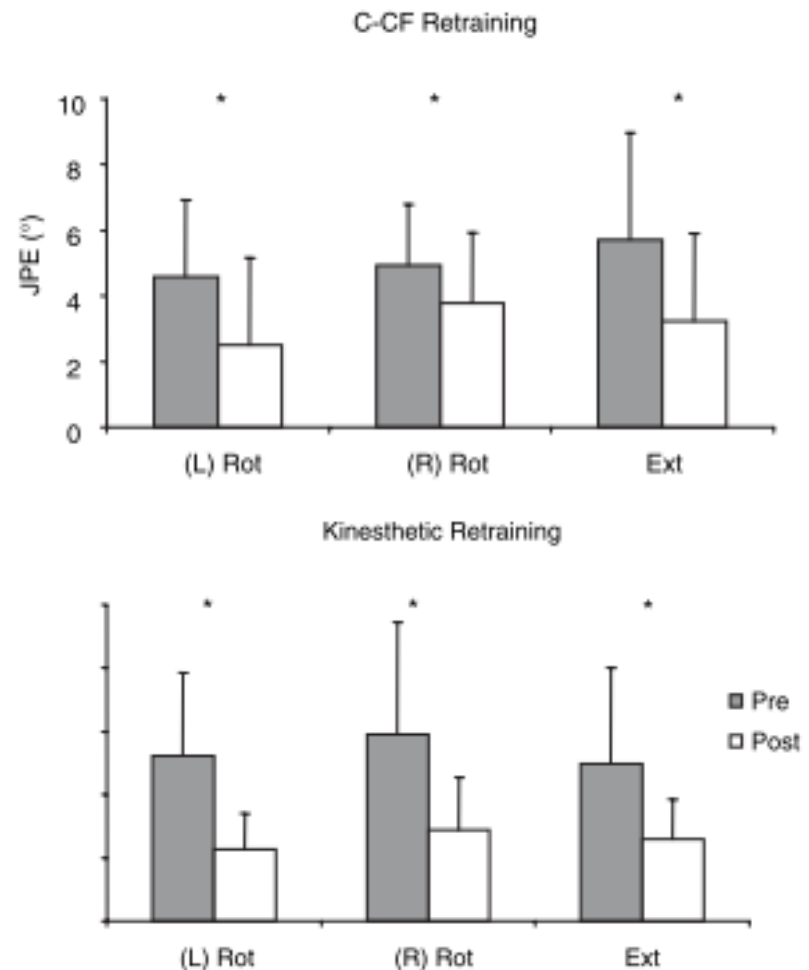 C-CF Retraining
* * *
10
8
6
4
2
0
JPE (°)
(L) Rot (R) Rot Ext
Kinesthetic Retraining
* * *
Pre
Post
(L) Rot (R) Rot Ext